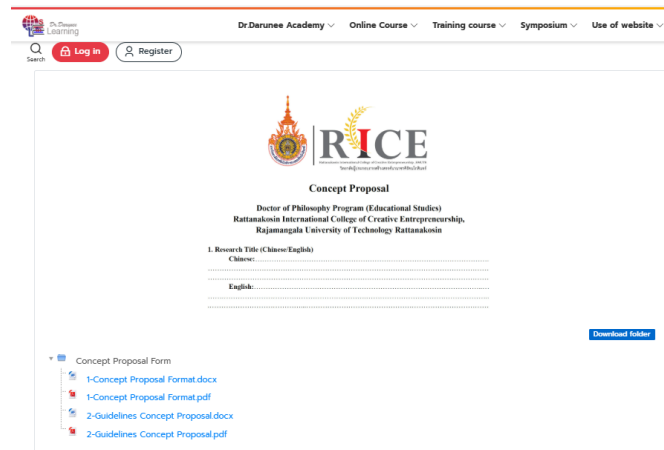 Dr.Darunee
Learning
Dr.Darunee Academy
Online Course
Training course
Symposium
Use of website
Search
Log in
Register
RICE
Concept Proposal
Doctor of Philosophy Program (Educational Studies)
Rattanakosin International College of Creative Entrepreneurship,
Rajamangala University of Technology Rattanakosin
1. Research Title (Chinese/English)
Chinese:
English:
Download folder
Concept Proposal Form
1-Concept Proposal Format.docx
1-Concept Proposal Format.pdf
2-Guidelines Concept Proposal.docx
2-Guidelines Concept Proposal.pdf